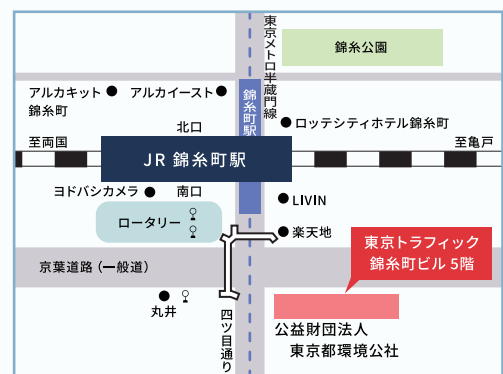 東京メトロ半蔵門線
錦糸公園
アルカキット
錦糸町
アルカイースト
錦糸町駅
ロッテシティホテル錦糸町
北口
至両国
JR 錦糸町駅
至亀戸
ヨドバシカメラ
南口
LIVIN
ロータリー
楽天地
東京トラフィック
錦糸町ビル 5階
京葉道路（一般道）
丸井
四ツ目通り
公益財団法人
東京都環境公社